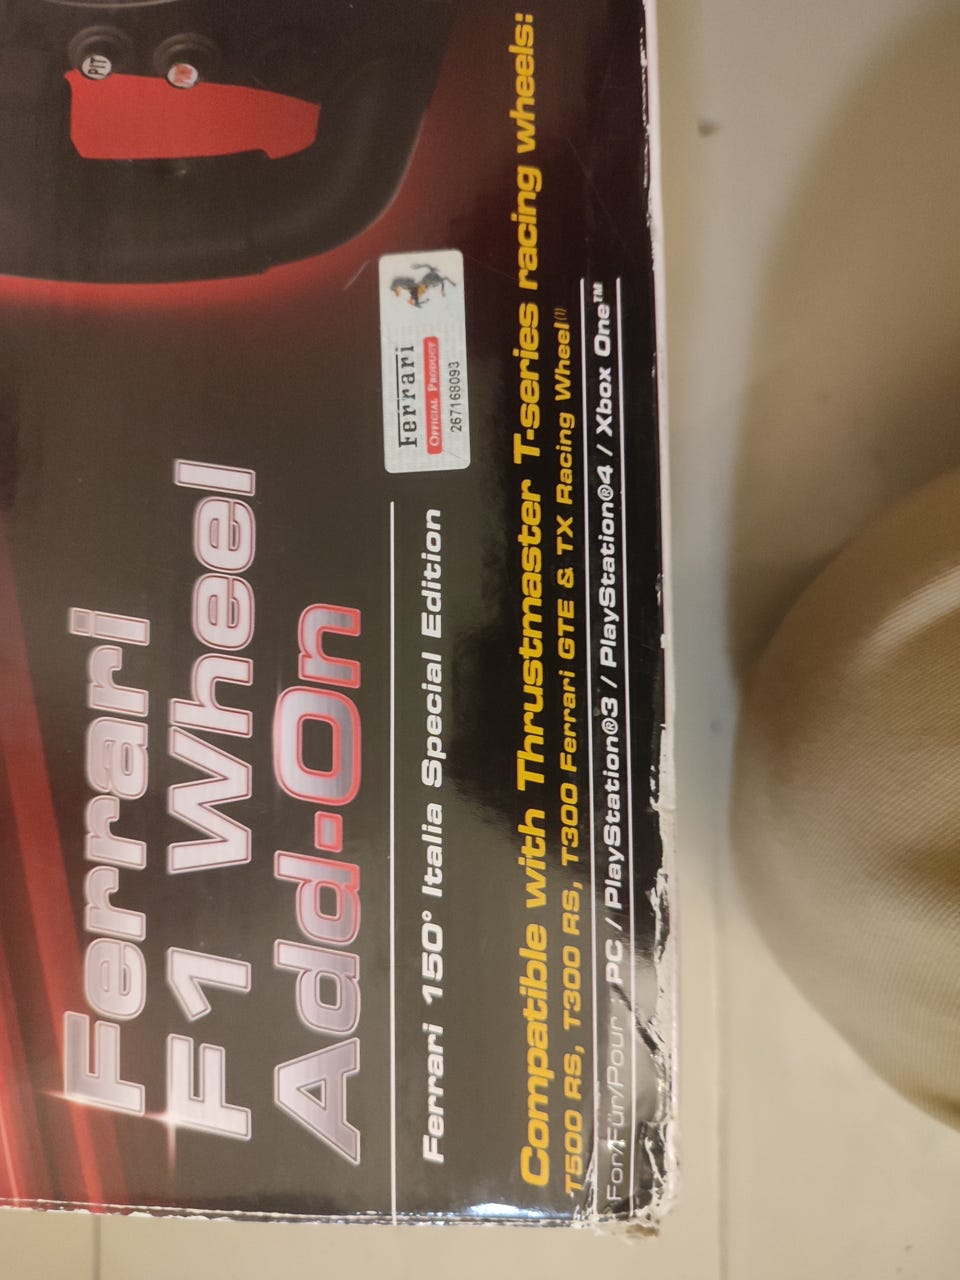 PIT
Ferrari
OFFICIAL PRODUCT
267168093
Ferrari
F1 Wheel
Add-On
Ferrari 150° Italia Special Edition
Compatible with Thrustmaster T-series racing wheels:
T500 RS, T300 RS, T300 Ferrari GTE & TX Racing Wheel(1)
For/Für/Pour : PC / PlayStation®3 / PlayStation®4 / Xbox One™